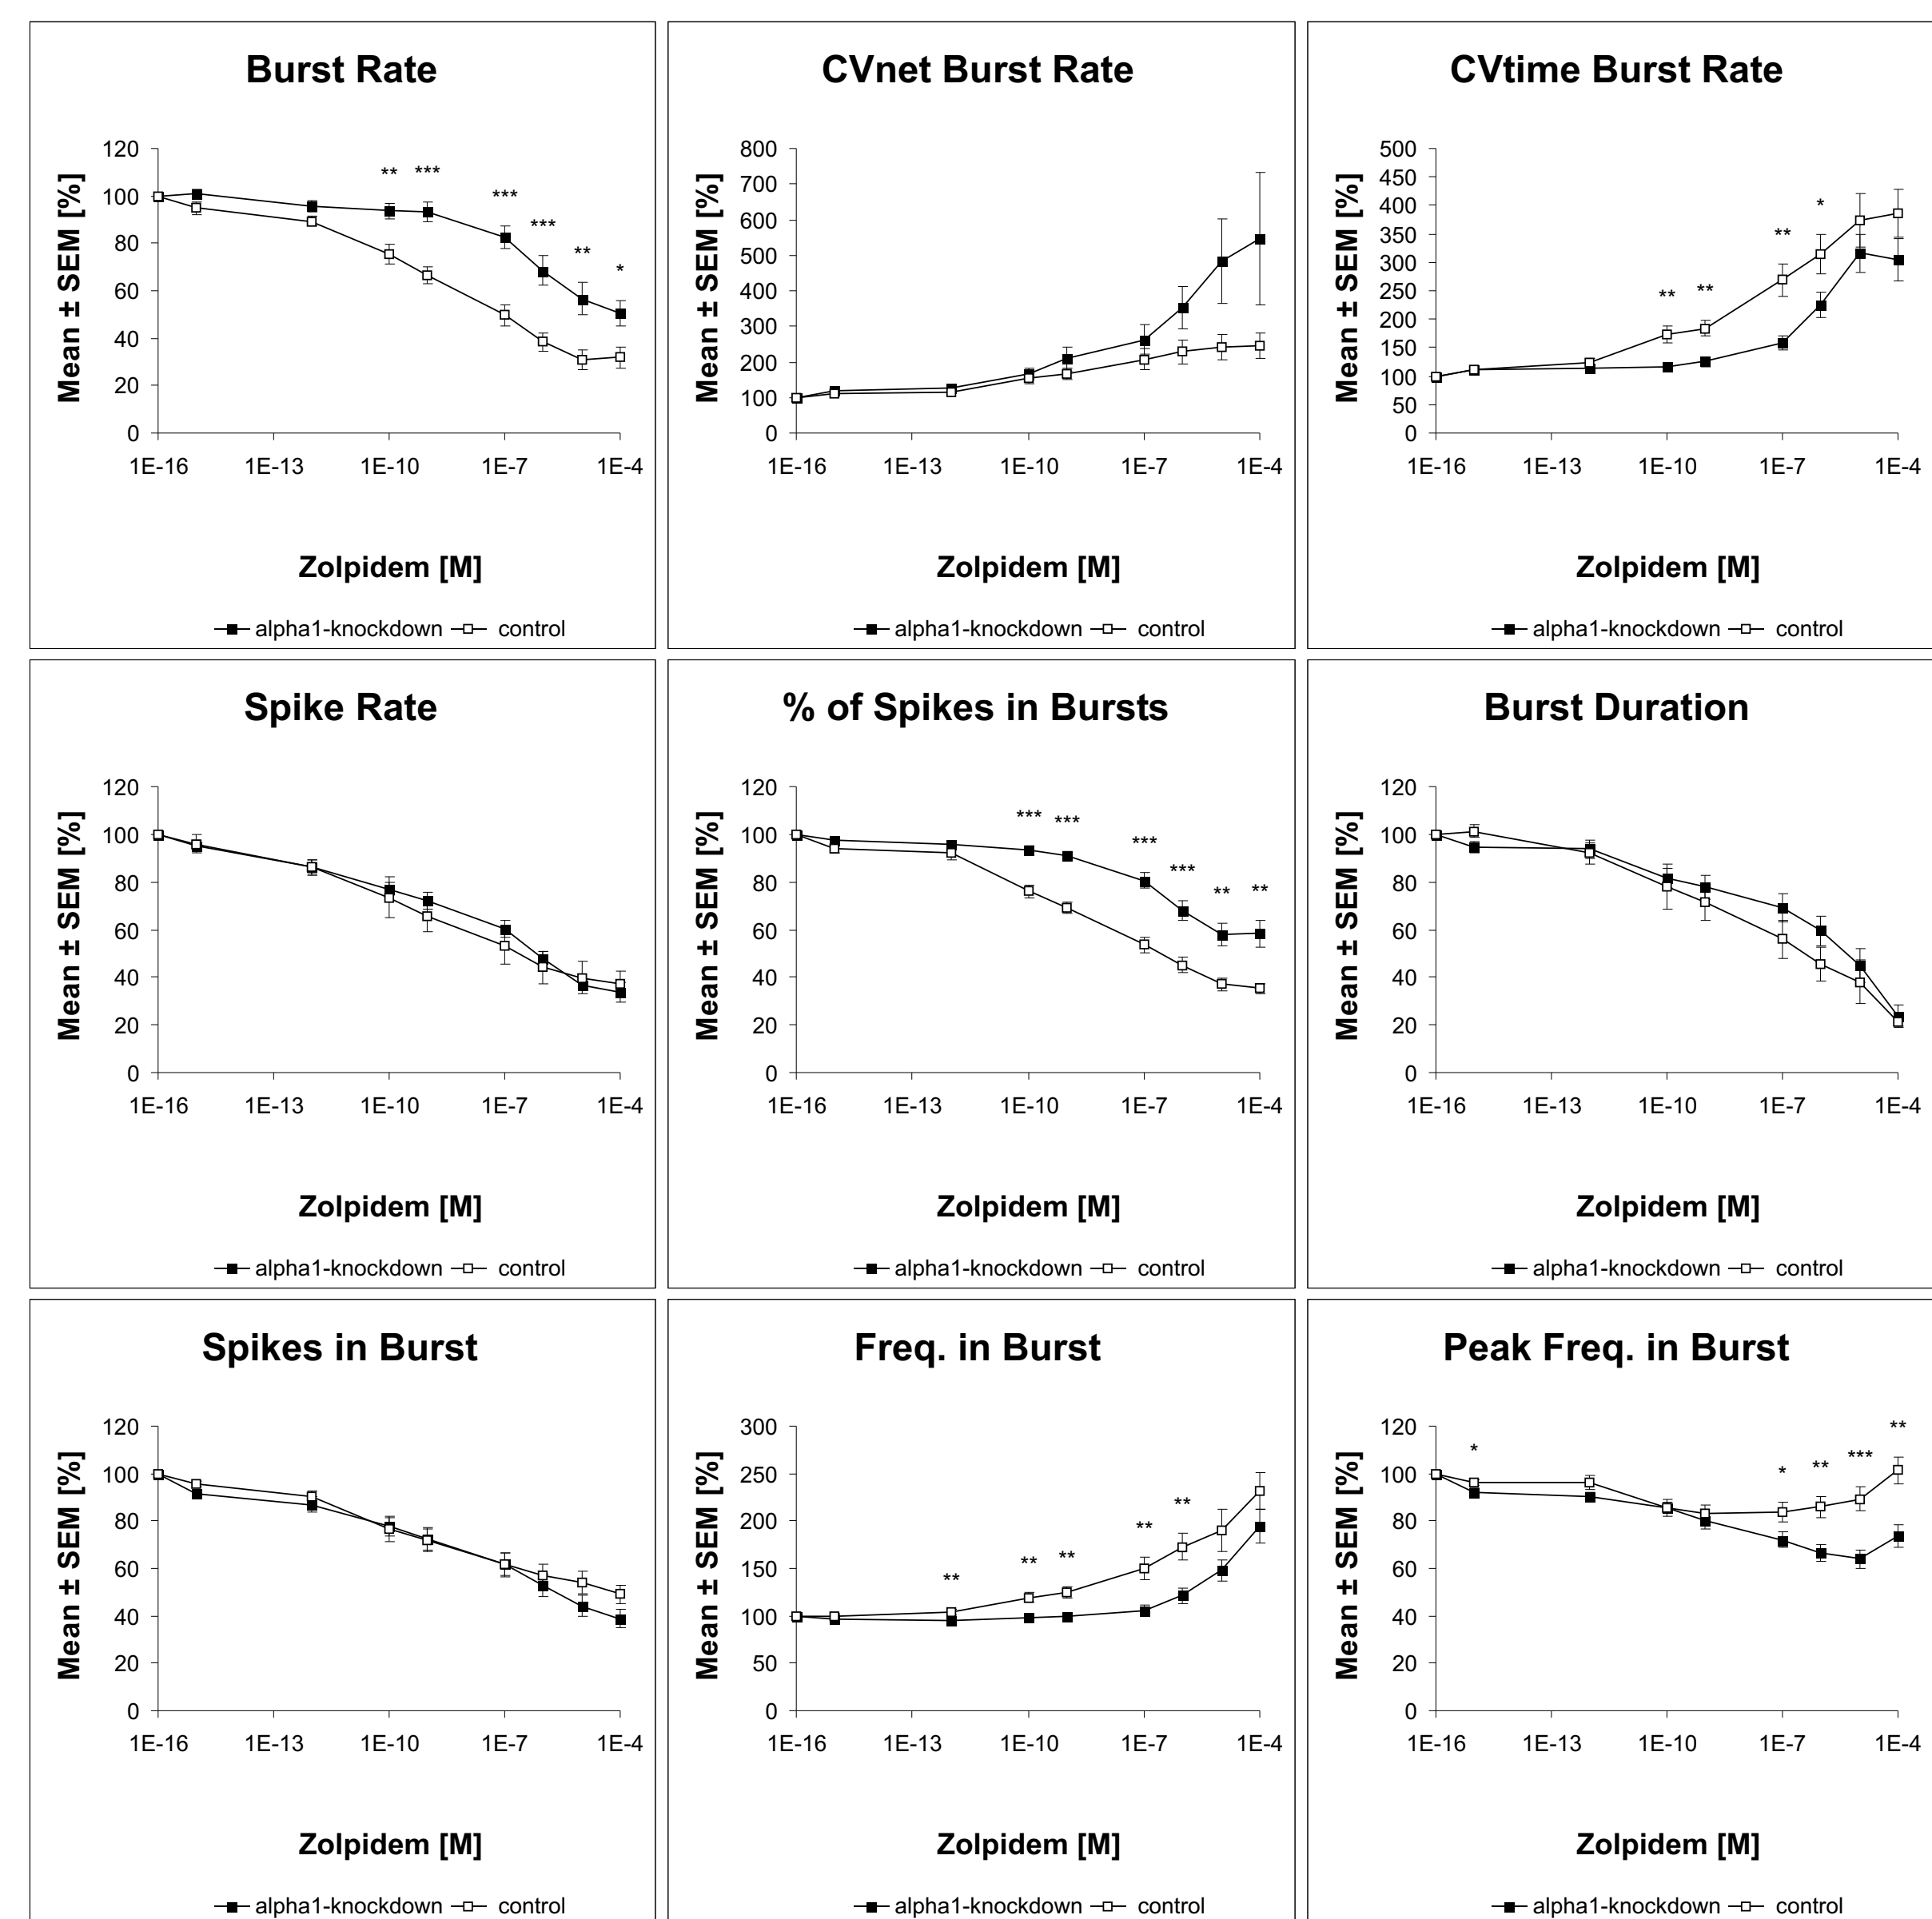 Burst Rate
Mean ± SEM [%]
120
100
80
60
40
20
0
** *** *** *** ** *
1E-16 1E-13 1E-10 1E-7 1E-4
Zolpidem [M]
alpha1-knockdown control
CVnet Burst Rate
Mean ± SEM [%]
800
700
600
500
400
300
200
100
0
1E-16 1E-13 1E-10 1E-7 1E-4
Zolpidem [M]
alpha1-knockdown control
CVtime Burst Rate
Mean ± SEM [%]
500
450
400
350
300
250
200
150
100
50
0
** ** ** *
1E-16 1E-13 1E-10 1E-7 1E-4
Zolpidem [M]
alpha1-knockdown control
Spike Rate
Mean ± SEM [%]
120
100
80
60
40
20
0
1E-16 1E-13 1E-10 1E-7 1E-4
Zolpidem [M]
alpha1-knockdown control
% of Spikes in Bursts
Mean ± SEM [%]
120
100
80
60
40
20
0
*** *** *** *** ** **
1E-16 1E-13 1E-10 1E-7 1E-4
Zolpidem [M]
alpha1-knockdown control
Burst Duration
Mean ± SEM [%]
120
100
80
60
40
20
0
1E-16 1E-13 1E-10 1E-7 1E-4
Zolpidem [M]
alpha1-knockdown control
Spikes in Burst
Mean ± SEM [%]
120
100
80
60
40
20
0
1E-16 1E-13 1E-10 1E-7 1E-4
Zolpidem [M]
alpha1-knockdown control
Freq. in Burst
Mean ± SEM [%]
300
250
200
150
100
50
0
** ** ** ** **
1E-16 1E-13 1E-10 1E-7 1E-4
Zolpidem [M]
alpha1-knockdown control
Peak Freq. in Burst
Mean ± SEM [%]
120
100
80
60
40
20
0
* * ** *** **
1E-16 1E-13 1E-10 1E-7 1E-4
Zolpidem [M]
alpha1-knockdown control